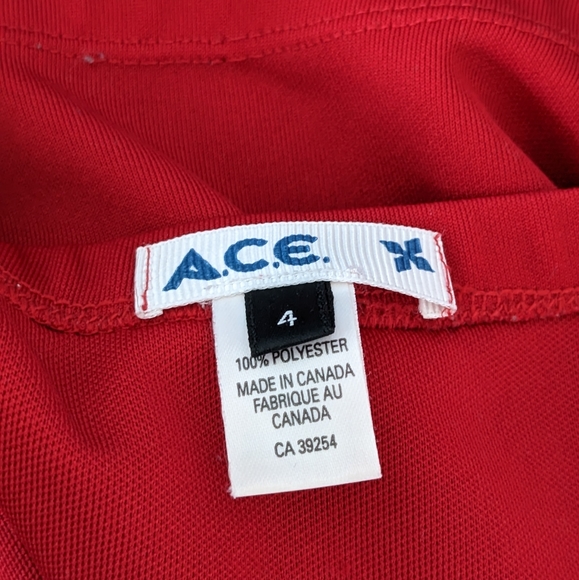 A.C.E.
4
100% POLYESTER
MADE IN CANADA
FABRIQUE AU
CANADA
CA 39254